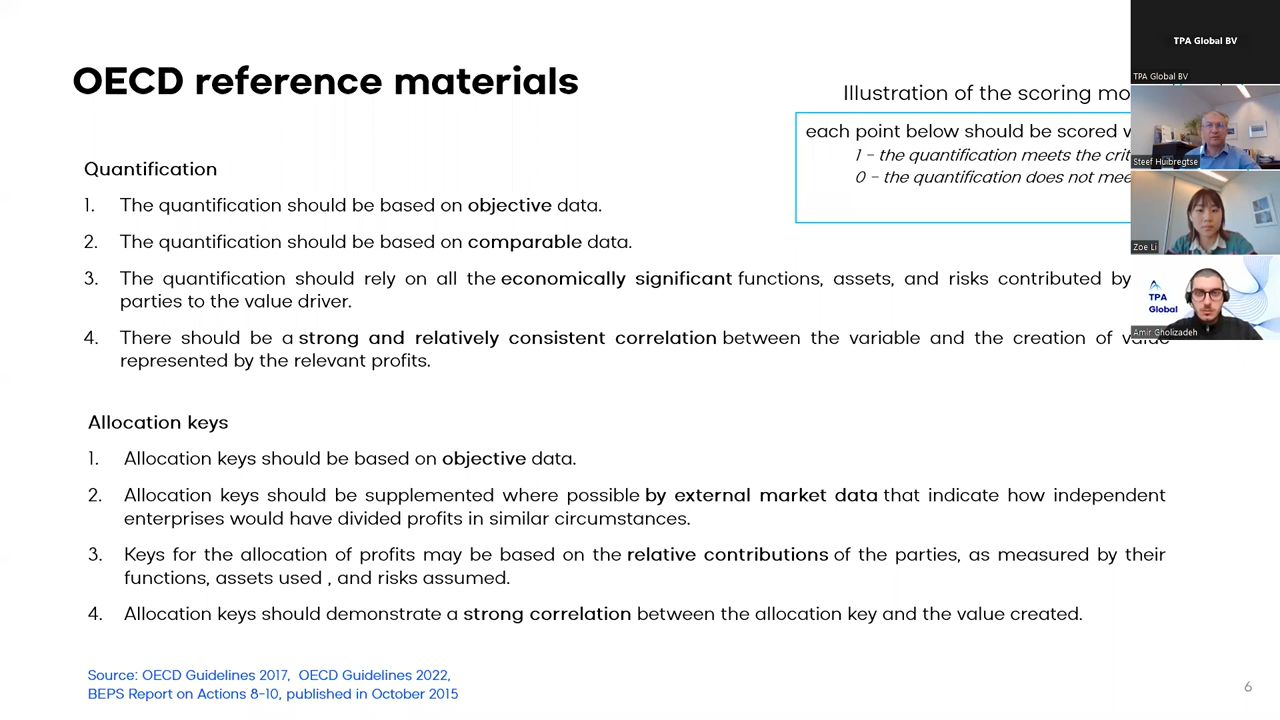 OECD reference materials
Illustration of the scoring
each point below should be scored
1 – the quantification meets the
0 – the quantification does not
Quantification
1. The quantification should be based on objective data.
2. The quantification should be based on comparable data.
3. The quantification should rely on all the economically significant functions, assets, and risks contributed by
parties to the value driver.
4. There should be a strong and relatively consistent correlation between the variable and the creation of value
represented by the relevant profits.
Allocation keys
1. Allocation keys should be based on objective data.
2. Allocation keys should be supplemented where possible by external market data that indicate how independent
enterprises would have divided profits in similar circumstances.
3. Keys for the allocation of profits may be based on the relative contributions of the parties, as measured by their
functions, assets used , and risks assumed.
4. Allocation keys should demonstrate a strong correlation between the allocation key and the value created.
Source: OECD Guidelines 2017, OECD Guidelines 2022,
BEPS Report on Actions 8-10, published in October 2015
6
TPA Global BV
TPA Global BV
Steef Huibregtse
Zoe Li
TPA
Global
Amir Gholizadeh